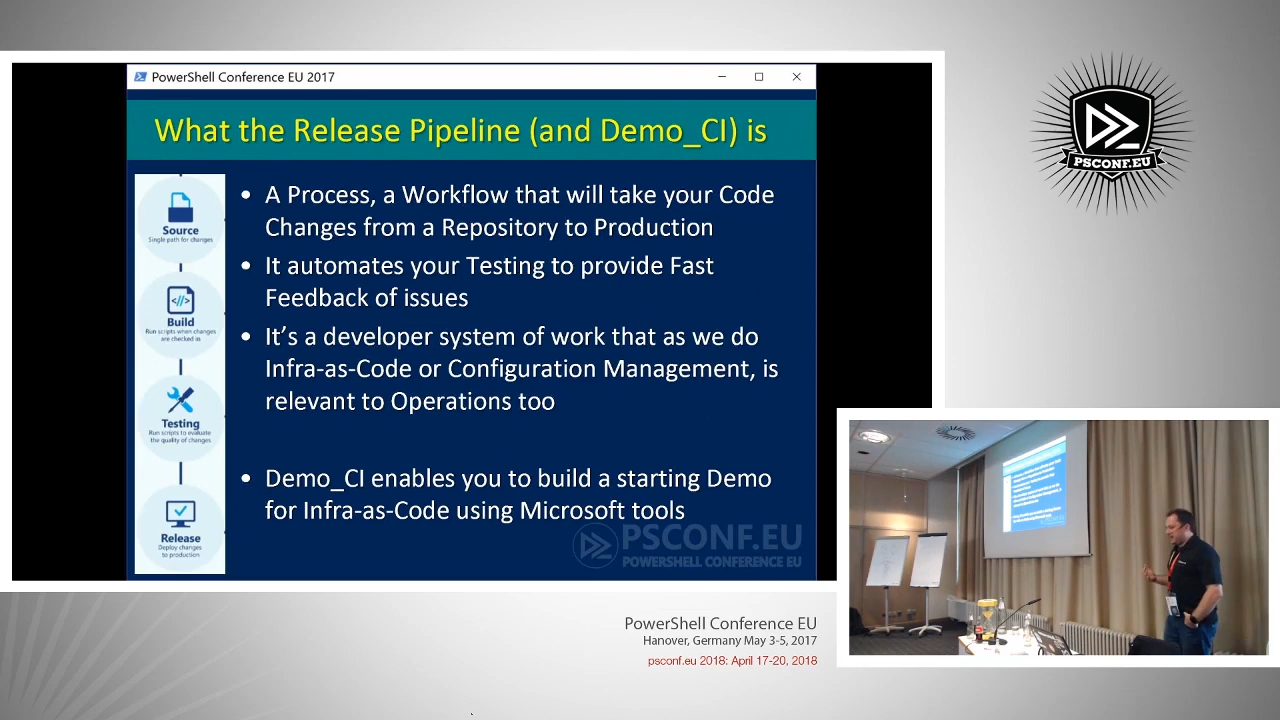 PowerShell Conference EU 2017
What the Release Pipeline (and Demo_CI) is
Source
Single path for changes
Build
Run scripts when changes
are checked in
Testing
Run scripts to evaluate
the quality of changes
Release
Deploy changes
to production
• A Process, a Workflow that will take your Code
Changes from a Repository to Production
• It automates your Testing to provide Fast
Feedback of issues
• It’s a developer system of work that as we do
Infra-as-Code or Configuration Management, is
relevant to Operations too
• Demo_CI enables you to build a starting Demo
for Infra-as-Code using Microsoft tools
PSCONF.EU
POWERSHELL CONFERENCE EU
PSCONF.EU
PowerShell Conference EU
Hanover, Germany May 3-5, 2017
psconf.eu 2018: April 17-20, 2018